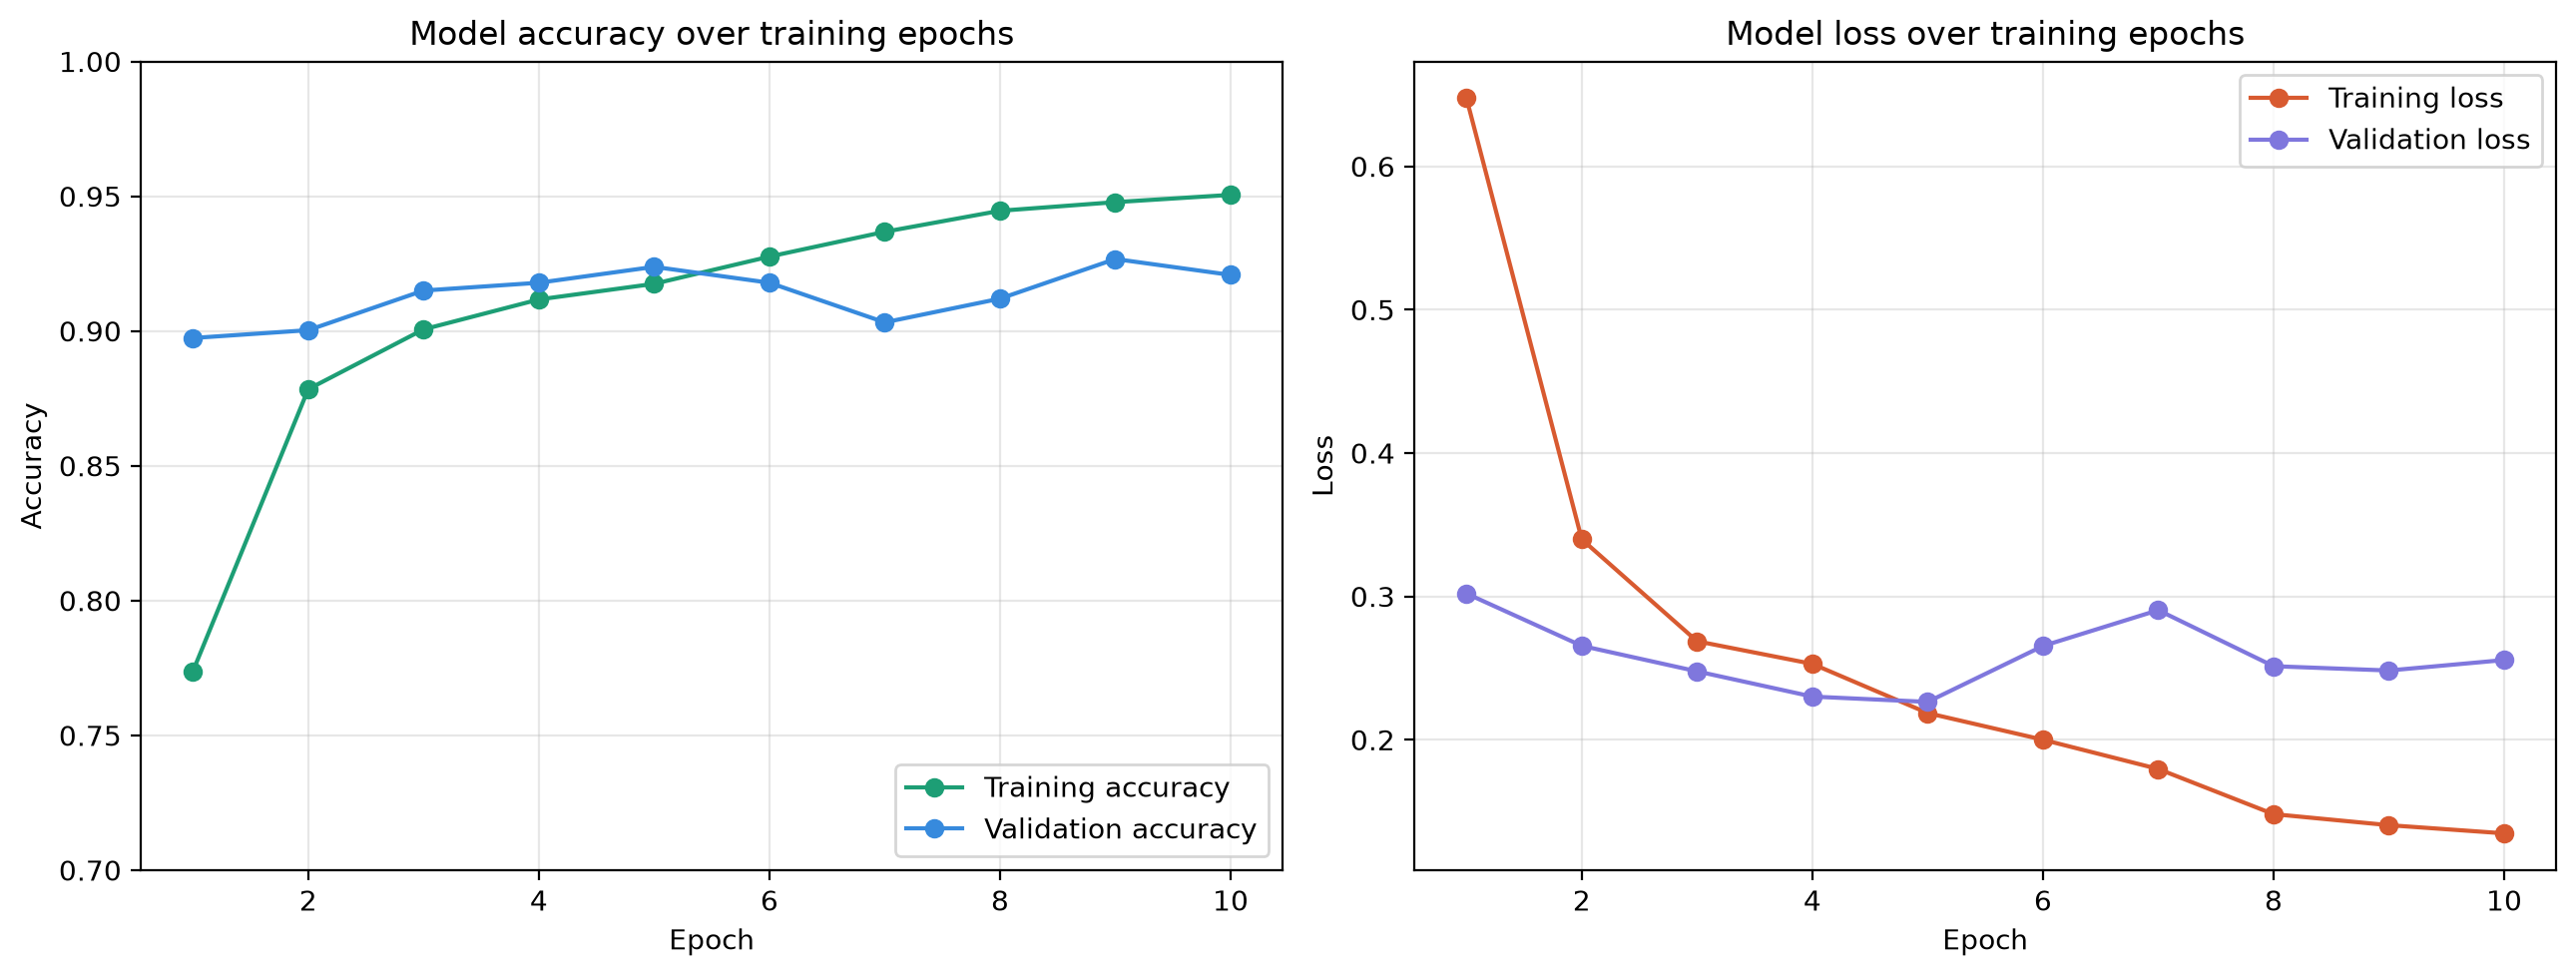 Model accuracy over training epochs
1.00
0.95
0.90
0.85
0.80
0.75
0.70
Accuracy
2 4 6 8 10
Epoch
Training accuracy
Validation accuracy
Model loss over training epochs
0.6
0.5
0.4
0.3
0.2
Loss
2 4 6 8 10
Epoch
Training loss
Validation loss